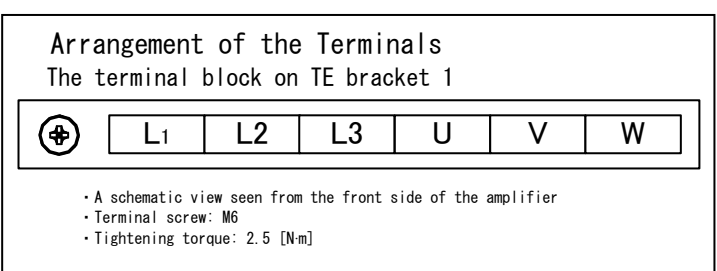 Arrangement of the Terminals
The terminal block on TE bracket 1
L1 L2 L3 U V W
・A schematic view seen from the front side of the amplifier
・Terminal screw: M6
・Tightening torque: 2.5 [N·m]